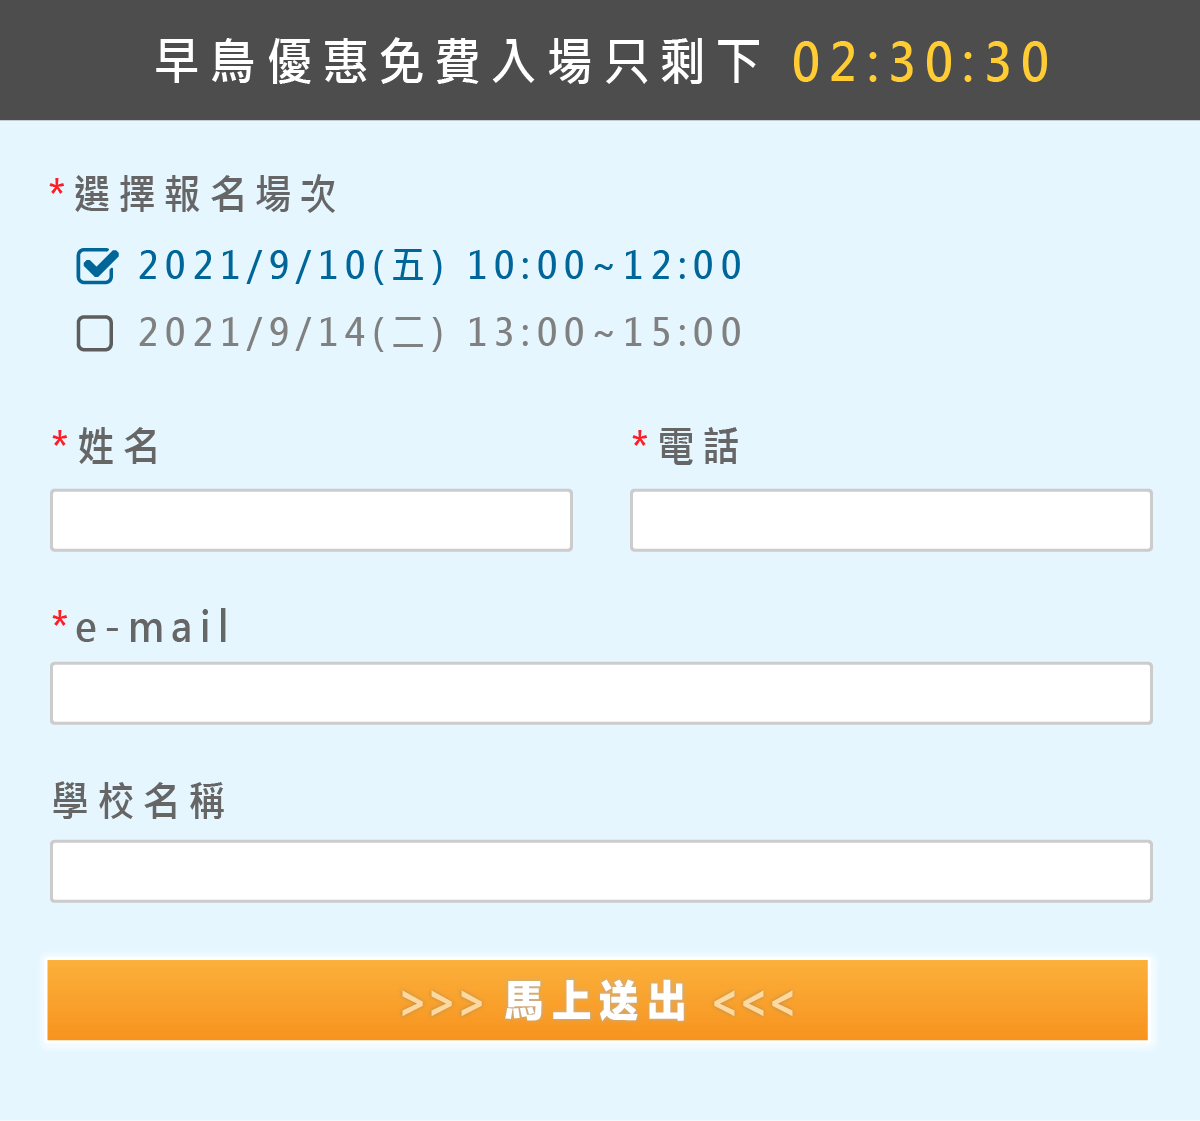 早鳥優惠免費入場只剩下 02:30:30
*選擇報名場次
2021/9/10(五) 10:00~12:00
2021/9/14(二) 13:00~15:00
*姓名
*電話
*e-mail
學校名稱
>>> 馬上送出 <<<